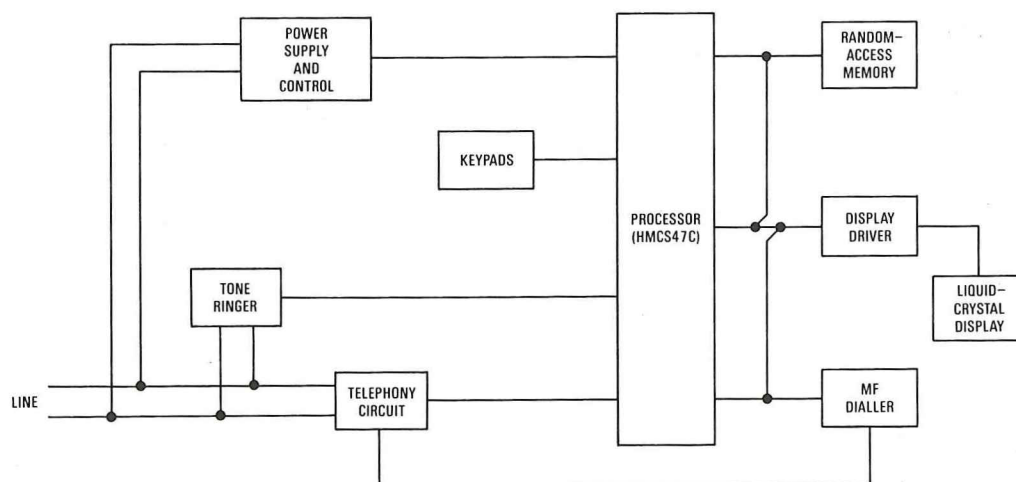 POWER
SUPPLY
AND
CONTROL
RANDOM–
ACCESS
MEMORY
KEYPADS
PROCESSOR
(HMCS47C)
DISPLAY
DRIVER
TONE
RINGER
LIQUID–
CRYSTAL
DISPLAY
LINE
TELEPHONY
CIRCUIT
MF
DIALLER